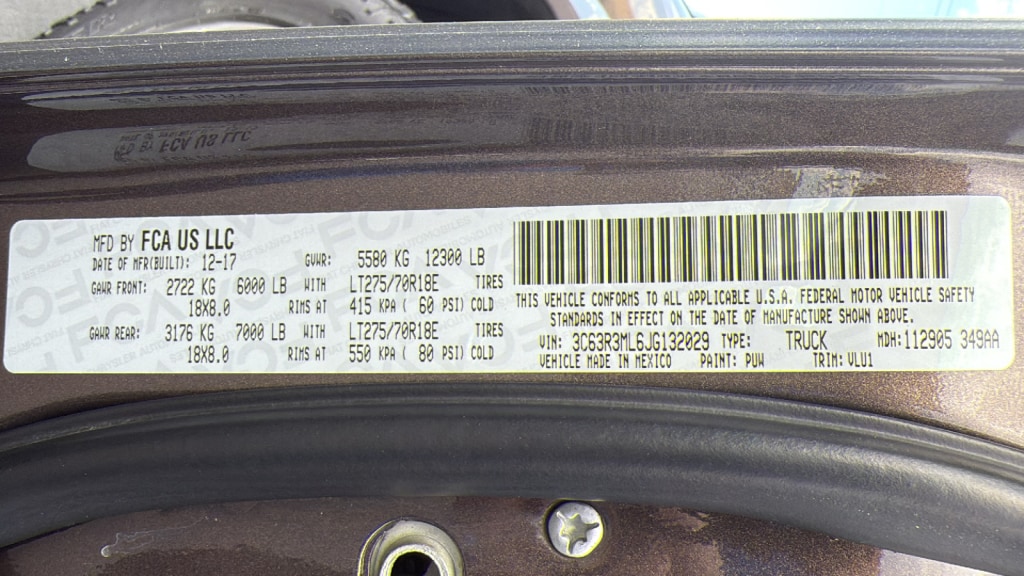 MFD BY FCA US LLC
DATE OF MFR(BUILT): 12-17 GVWR: 5580 KG 12300 LB
GAWR FRONT: 2722 KG 6000 LB WITH LT275/70R18E TIRES
18X8.0 RIMS AT 415 KPA ( 60 PSI) COLD
GAWR REAR: 3176 KG 7000 LB WITH LT275/70R18E TIRES
18X8.0 RIMS AT 550 KPA ( 80 PSI) COLD
THIS VEHICLE CONFORMS TO ALL APPLICABLE U.S.A. FEDERAL MOTOR VEHICLE SAFETY
STANDARDS IN EFFECT ON THE DATE OF MANUFACTURE SHOWN ABOVE.
VIN: 3C63R3ML6JG132029 TYPE: TRUCK MDH: 112905 349AA
VEHICLE MADE IN MEXICO PAINT: PUW TRIM: VLU1